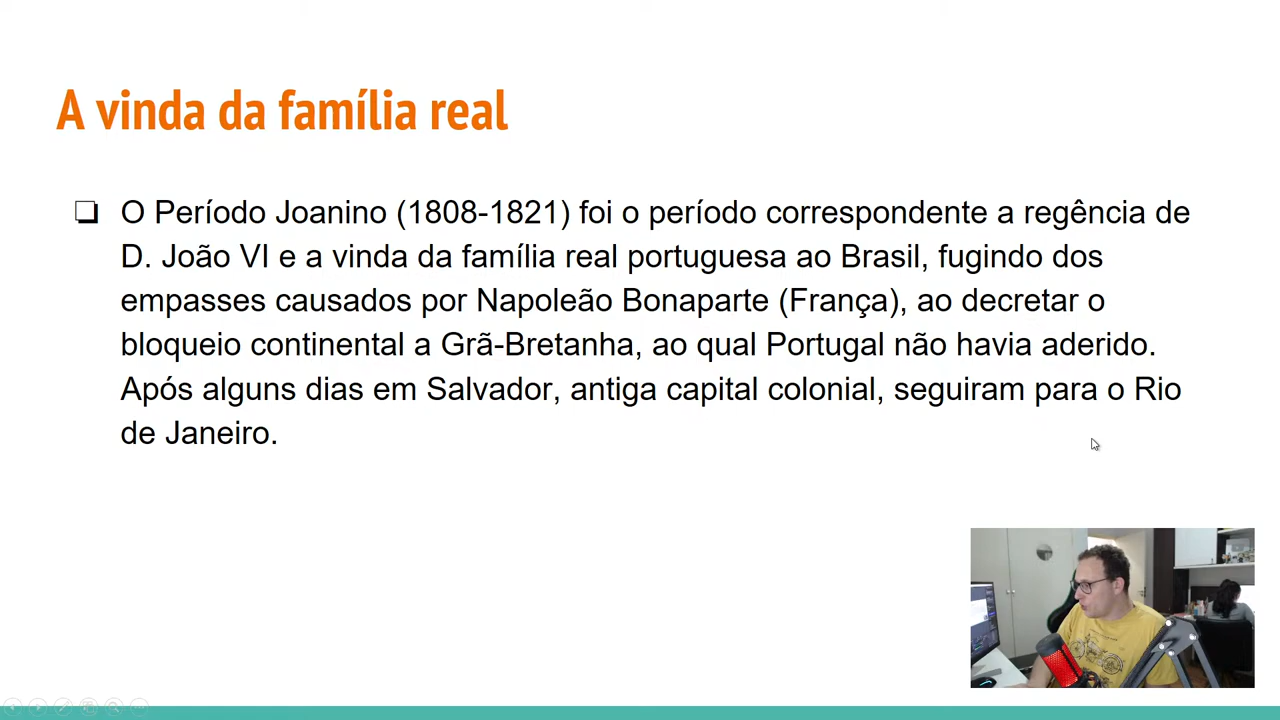 A vinda da família real
❏ O Período Joanino (1808-1821) foi o período correspondente a regência de
D. João VI e a vinda da família real portuguesa ao Brasil, fugindo dos
empasses causados por Napoleão Bonaparte (França), ao decretar o
bloqueio continental a Grã-Bretanha, ao qual Portugal não havia aderido.
Após alguns dias em Salvador, antiga capital colonial, seguiram para o Rio
de Janeiro.